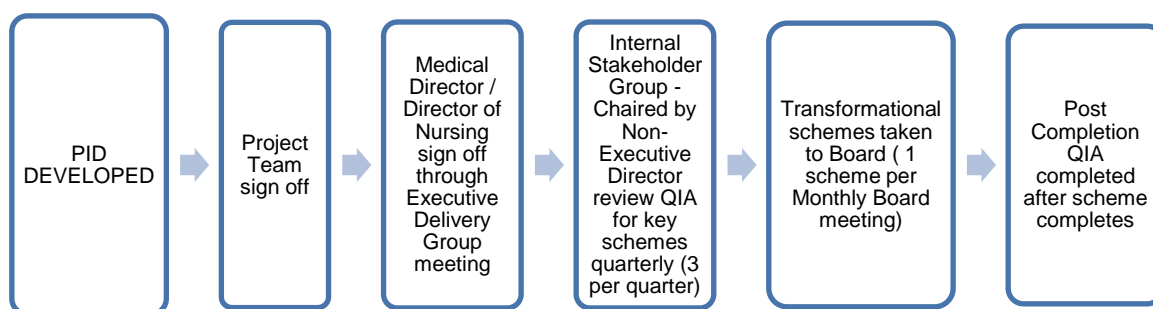 PID
DEVELOPED
Project
Team
sign off
Medical
Director /
Director of
Nursing
sign off
through
Executive
Delivery
Group
meeting
Internal
Stakeholder
Group -
Chaired by
Non-
Executive
Director
review QIA
for key
schemes
quarterly (3
per quarter)
Transformational
schemes taken
to Board ( 1
scheme per
Monthly Board
meeting)
Post
Completion
QIA
completed
after scheme
completes